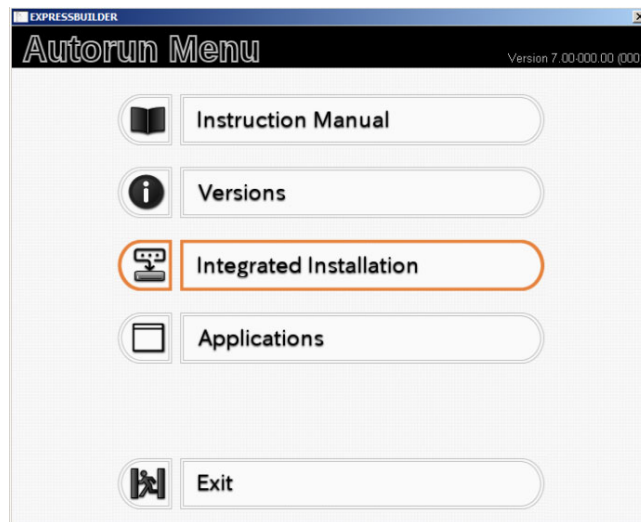 EXPRESSBUILDER
Autorun Menu
Version 7.00-000.00 (000
Instruction Manual
Versions
Integrated Installation
Applications
Exit